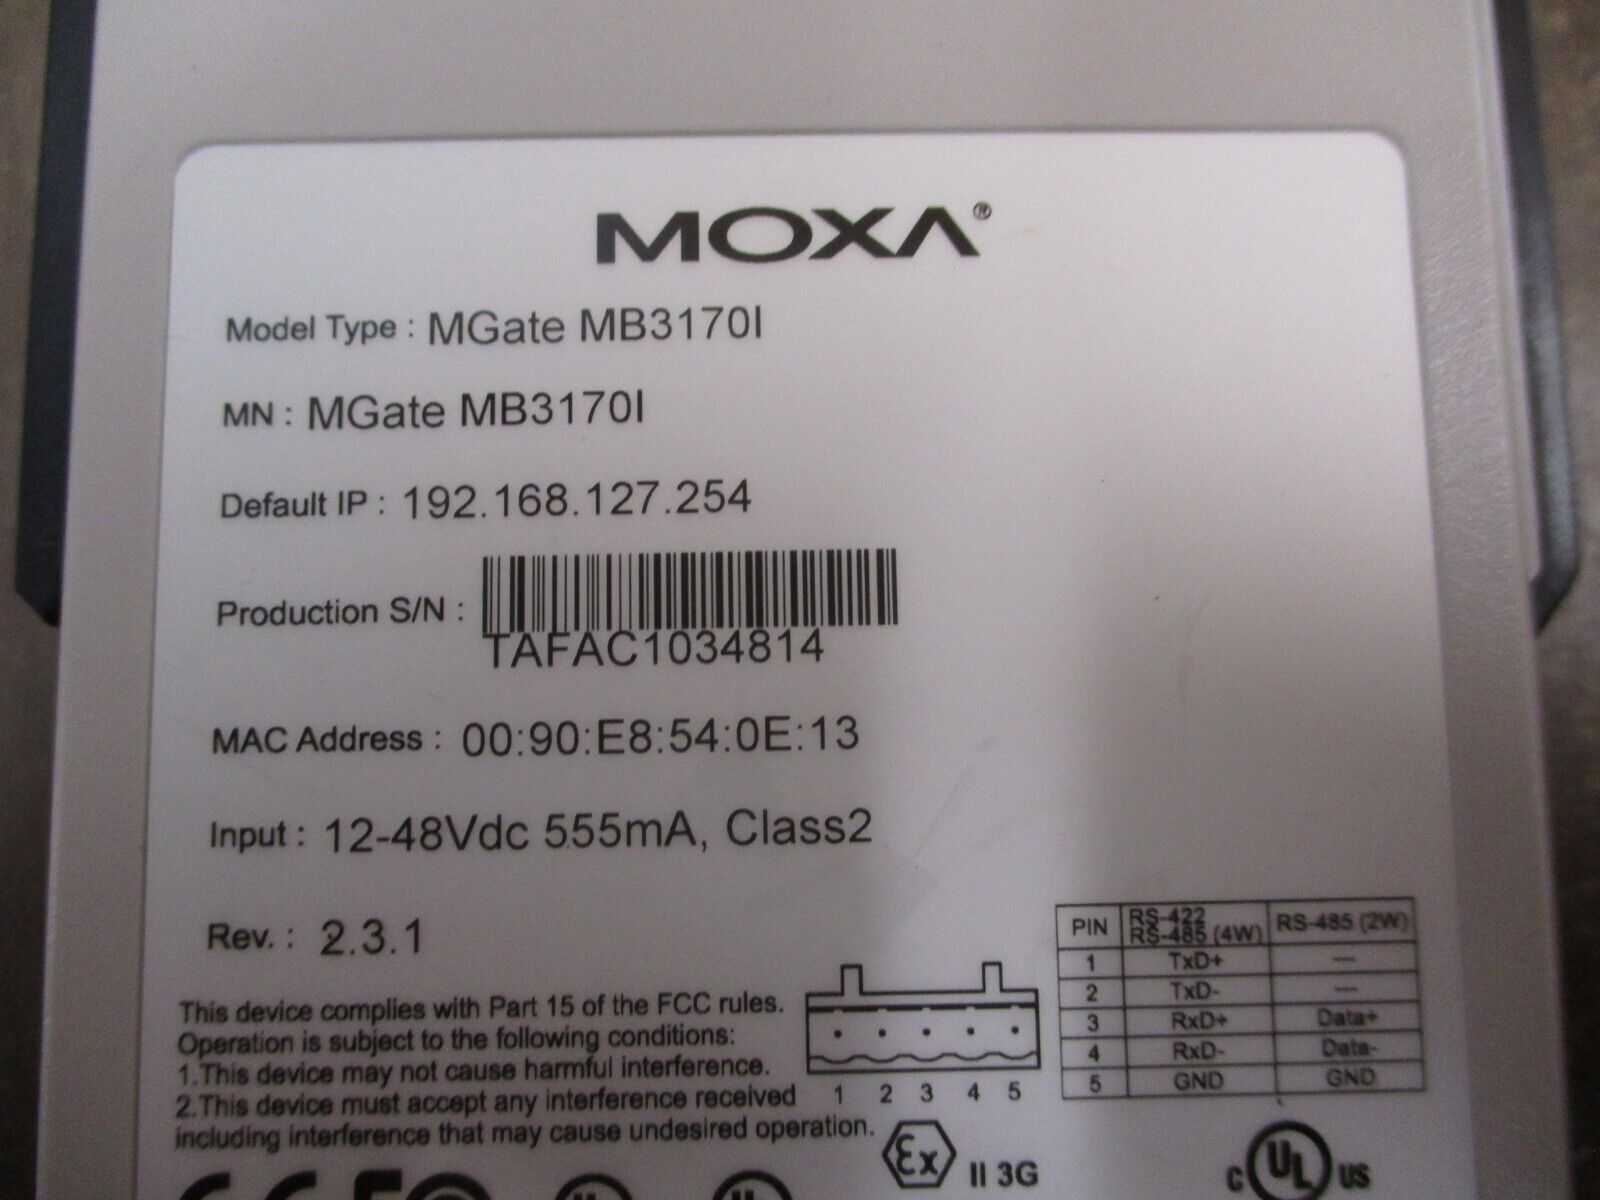 MOXA®
Model Type : MGate MB3170I
MN : MGate MB3170I
Default IP : 192.168.127.254
Production S/N :
TAFAC1034814
MAC Address : 00:90:E8:54:0E:13
Input : 12-48Vdc 555mA, Class2
Rev. : 2.3.1
This device complies with Part 15 of the FCC rules.
Operation is subject to the following conditions:
1.This device may not cause harmful interference.
2.This device must accept any interference received
including interference that may cause undesired operation.
1 2 3 4 5
PIN RS-422 RS-485 (4W) RS-485 (2W)
1 TxD+ —
2 TxD- —
3 RxD+ Data+
4 RxD- Data-
5 GND GND
Ex II 3G
C UL US